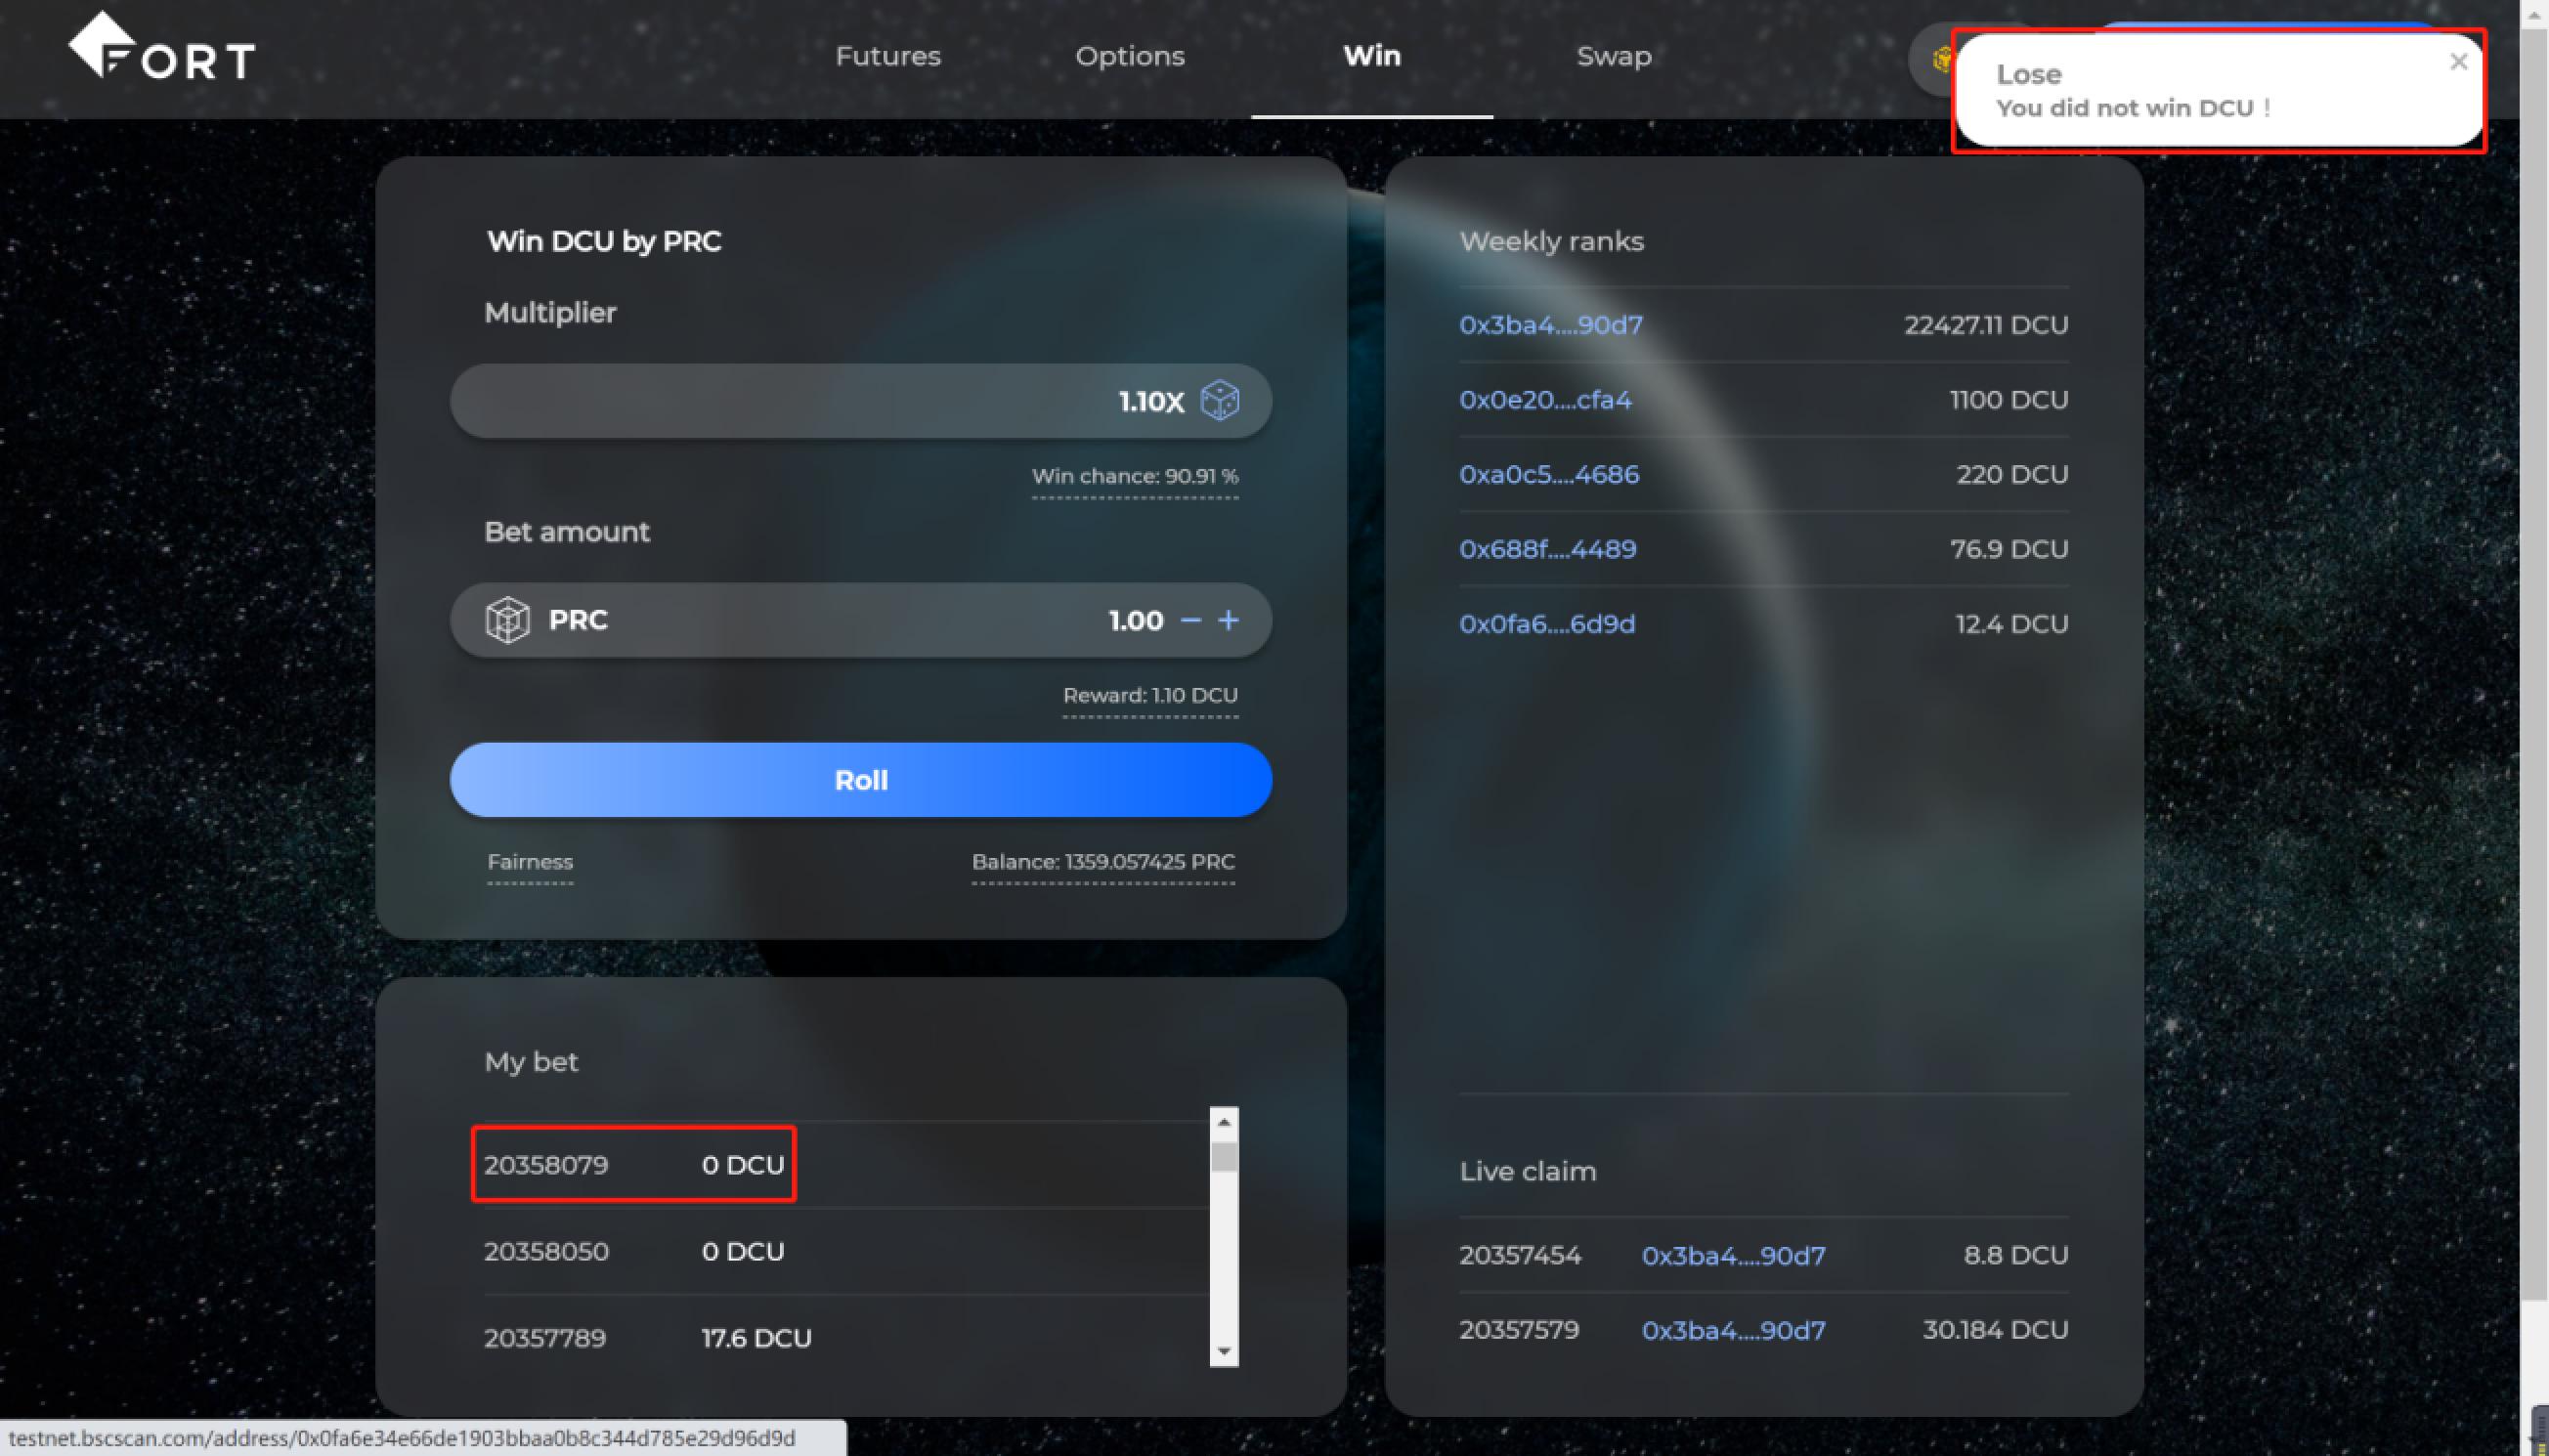 FORT
Futures
Options
Win
Swap
Lose
You did not win DCU !
Win DCU by PRC
Multiplier
1.10X
Win chance: 90.91 %
Bet amount
PRC 1.00 − +
Reward: 1.10 DCU
Roll
Fairness
Balance: 1359.057425 PRC
My bet
20358079 0 DCU
20358050 0 DCU
20357789 17.6 DCU
Weekly ranks
0x3ba4....90d7 22427.11 DCU
0x0e20....cfa4 1100 DCU
0xa0c5....4686 220 DCU
0x688f....4489 76.9 DCU
0x0fa6....6d9d 12.4 DCU
Live claim
20357454 0x3ba4....90d7 8.8 DCU
20357579 0x3ba4....90d7 30.184 DCU
testnet.bscscan.com/address/0x0fa6e34e66de1903bbaa0b8c344d785e29d96d9d